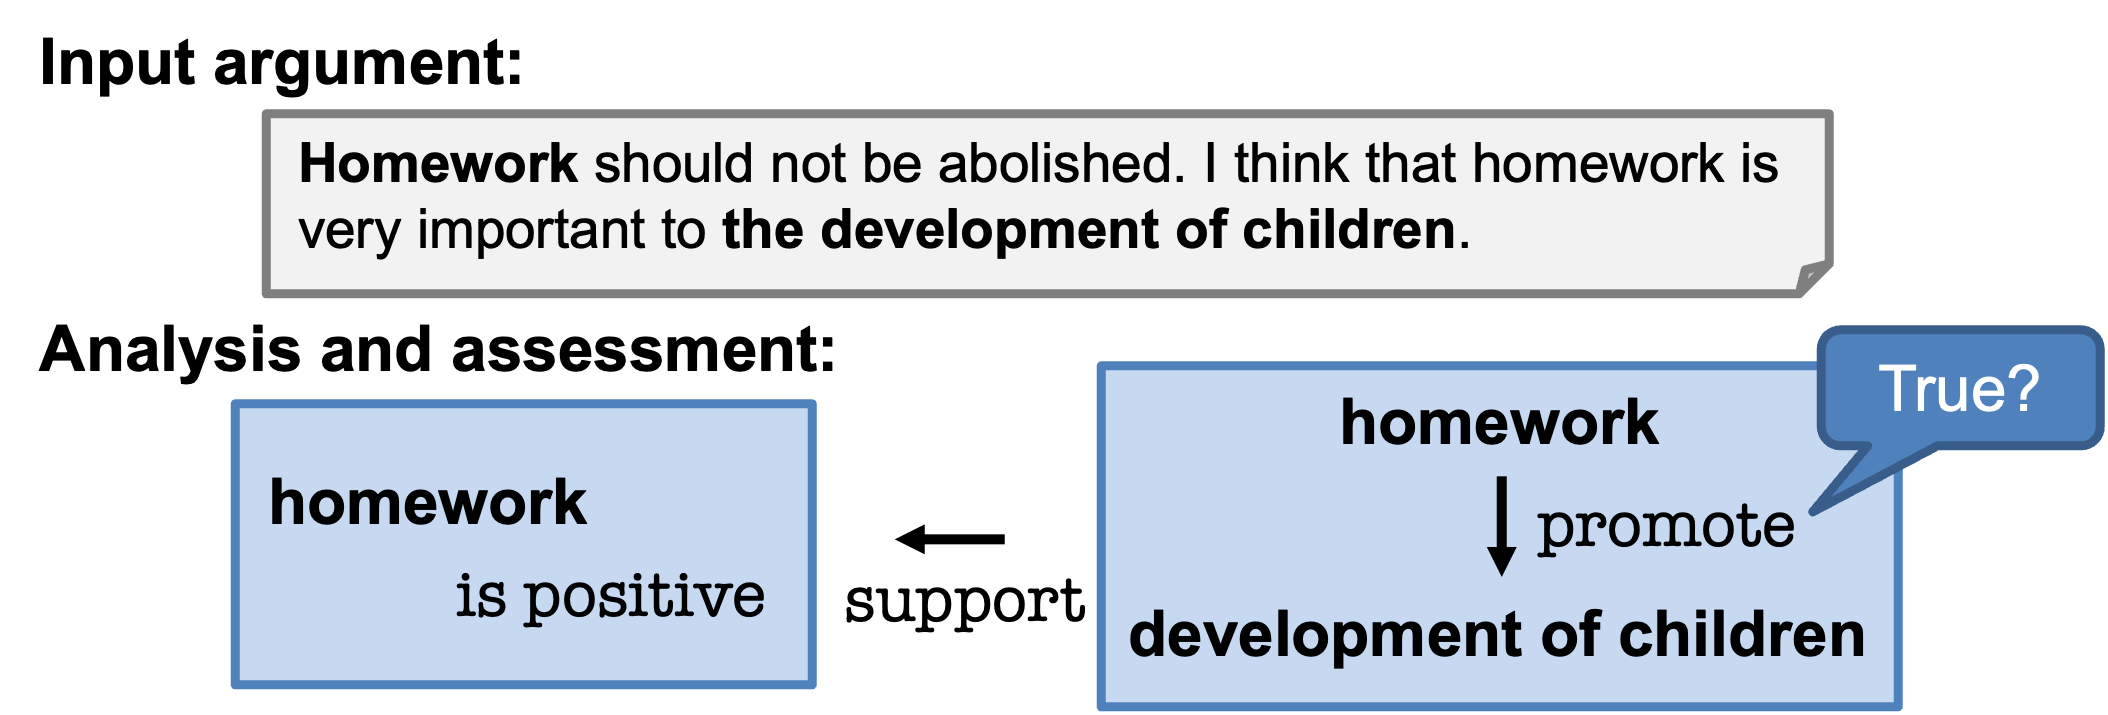 Input argument:
Homework should not be abolished. I think that homework is
very important to the development of children.
Analysis and assessment:
homework
is positive
support
homework
promote
development of children
True?